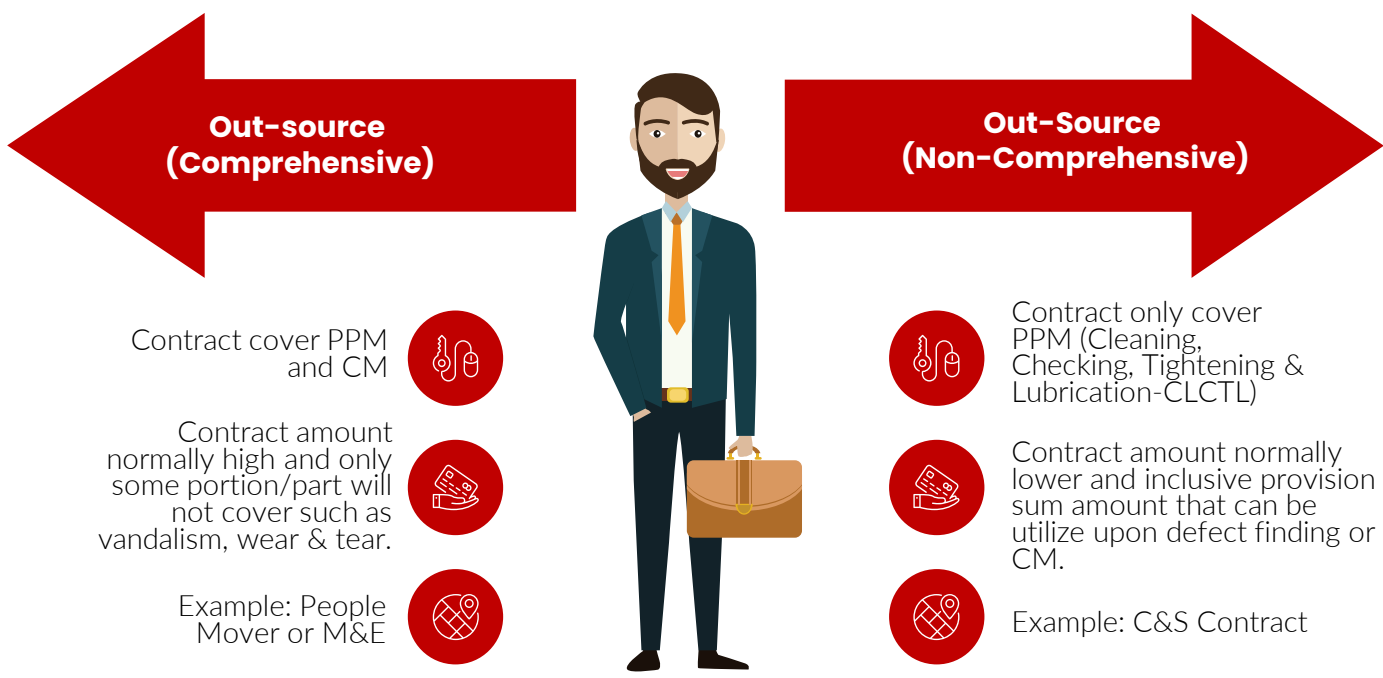 Out-source
(Comprehensive)
Contract cover PPM
and CM
Contract amount
normally high and only
some portion/part will
not cover such as
vandalism, wear & tear.
Example: People
Mover or M&E
Out-Source
(Non-Comprehensive)
Contract only cover
PPM (Cleaning,
Checking, Tightening &
Lubrication-CLCTL)
Contract amount normally
lower and inclusive provision
sum amount that can be
utilize upon defect finding or
CM.
Example: C&S Contract